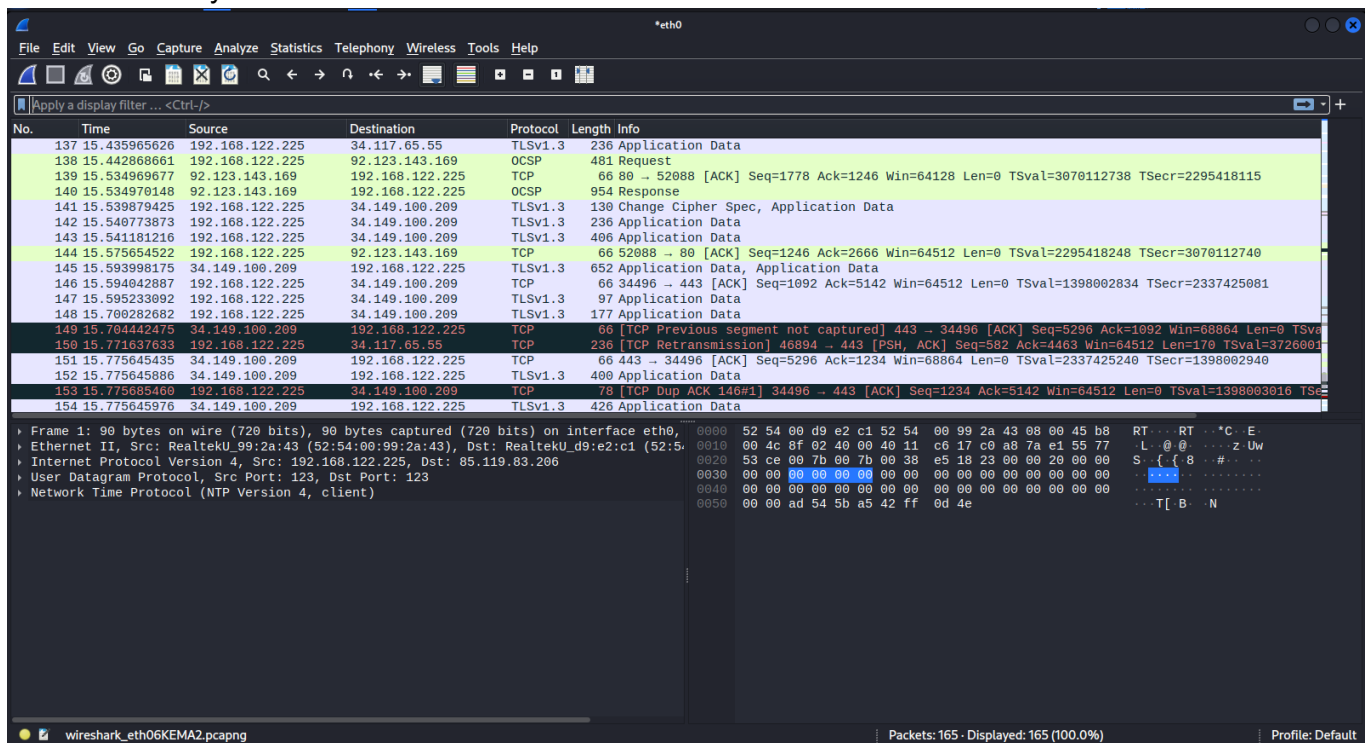 *eth0
File Edit View Go Capture Analyze Statistics Telephony Wireless Tools Help
Apply a display filter ... <Ctrl-/>
No. Time Source Destination Protocol Length Info
137 15.435965626 192.168.122.225 34.117.65.55 TLSv1.3 236 Application Data
138 15.442868661 192.168.122.225 92.123.143.169 OCSP 481 Request
139 15.534969677 92.123.143.169 192.168.122.225 TCP 66 80 → 52088 [ACK] Seq=1778 Ack=1246 Win=64128 Len=0 TSval=3070112738 TSecr=2295418115
140 15.534970148 92.123.143.169 192.168.122.225 OCSP 954 Response
141 15.539879425 192.168.122.225 34.149.100.209 TLSv1.3 130 Change Cipher Spec, Application Data
142 15.540773873 192.168.122.225 34.149.100.209 TLSv1.3 236 Application Data
143 15.541181216 192.168.122.225 34.149.100.209 TLSv1.3 406 Application Data
144 15.575654522 192.168.122.225 92.123.143.169 TCP 66 52088 → 80 [ACK] Seq=1246 Ack=2666 Win=64512 Len=0 TSval=2295418248 TSecr=3070112740
145 15.593998175 34.149.100.209 192.168.122.225 TLSv1.3 652 Application Data, Application Data
146 15.594042887 192.168.122.225 34.149.100.209 TCP 66 34496 → 443 [ACK] Seq=1092 Ack=5142 Win=64512 Len=0 TSval=1398002834 TSecr=2337425081
147 15.595233092 192.168.122.225 34.149.100.209 TLSv1.3 97 Application Data
148 15.700282682 192.168.122.225 34.149.100.209 TLSv1.3 177 Application Data
149 15.704442475 34.149.100.209 192.168.122.225 TCP 66 [TCP Previous segment not captured] 443 → 34496 [ACK] Seq=5296 Ack=1092 Win=68864 Len=0 TSva
150 15.771637633 192.168.122.225 34.117.65.55 TCP 236 [TCP Retransmission] 46894 → 443 [PSH, ACK] Seq=582 Ack=4463 Win=64512 Len=170 TSval=3726001
151 15.775645435 34.149.100.209 192.168.122.225 TCP 66 443 → 34496 [ACK] Seq=5296 Ack=1234 Win=68864 Len=0 TSval=2337425240 TSecr=1398002940
152 15.775645886 34.149.100.209 192.168.122.225 TLSv1.3 400 Application Data
153 15.775685460 192.168.122.225 34.149.100.209 TCP 78 [TCP Dup ACK 146#1] 34496 → 443 [ACK] Seq=1234 Ack=5142 Win=64512 Len=0 TSval=1398003016 TSe
154 15.775645976 34.149.100.209 192.168.122.225 TLSv1.3 426 Application Data
Frame 1: 90 bytes on wire (720 bits), 90 bytes captured (720 bits) on interface eth0,
Ethernet II, Src: RealtekU_99:2a:43 (52:54:00:99:2a:43), Dst: RealtekU_d9:e2:c1 (52:54
Internet Protocol Version 4, Src: 192.168.122.225, Dst: 85.119.83.206
User Datagram Protocol, Src Port: 123, Dst Port: 123
Network Time Protocol (NTP Version 4, client)
0000 52 54 00 d9 e2 c1 52 54 00 99 2a 43 08 00 45 b8 RT····RT ··*C··E·
0010 00 4c 8f 02 40 00 40 11 c6 17 c0 a8 7a e1 55 77 ·L··@·@· ····z·Uw
0020 53 ce 00 7b 00 7b 00 38 e5 18 23 00 00 20 00 00 S··{·{·8 ··#·· ··
0030 00 00 00 00 00 00 00 00 00 00 00 00 00 00 00 00 ········ ········
0040 00 00 00 00 00 00 00 00 00 00 00 00 00 00 00 00 ········ ········
0050 00 00 ad 54 5b a5 42 ff 0d 4e ···T[·B· ·N
wireshark_eth06KEMA2.pcapng Packets: 165 · Displayed: 165 (100.0%) Profile: Default